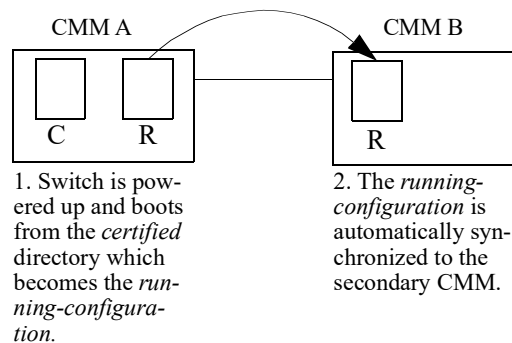 CMM A
CMM B
C
R
R
1. Switch is pow-
ered up and boots
from the certified
directory which
becomes the run-
ning-configura-
tion.
2. The running-
configuration is
automatically syn-
chronized to the
secondary CMM.